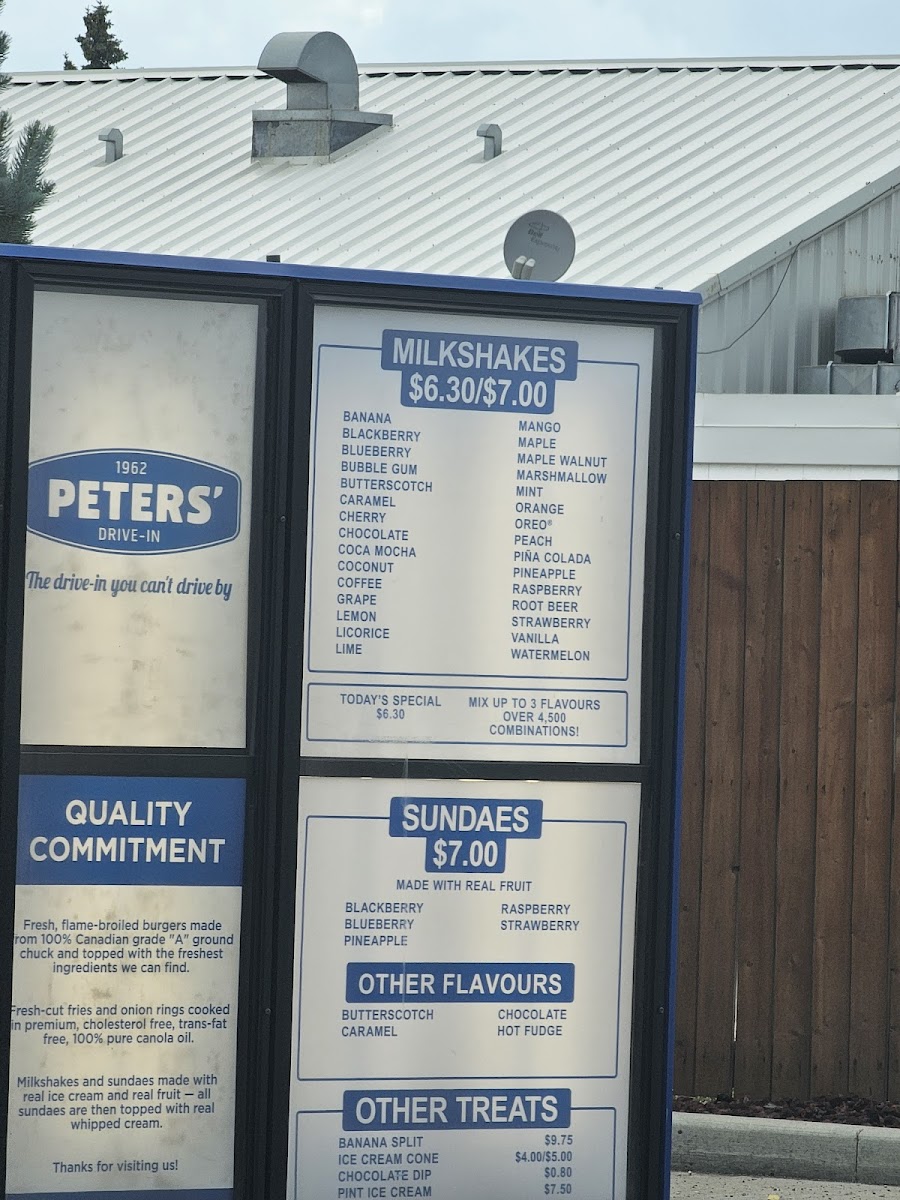 1962
PETERS'
DRIVE-IN
The drive-in you can't drive by
QUALITY
COMMITMENT
Fresh, flame-broiled burgers made
rom 100% Canadian grade "A" ground
chuck and topped with the freshest
ingredients we can find.
Fresh-cut fries and onion rings cooked
in premium, cholesterol free, trans-fat
free, 100% pure canola oil.
Milkshakes and sundaes made with
real ice cream and real fruit — all
sundaes are then topped with real
whipped cream.
Thanks for visiting us!
MILKSHAKES
$6.30/$7.00
BANANA
BLACKBERRY
BLUEBERRY
BUBBLE GUM
BUTTERSCOTCH
CARAMEL
CHERRY
CHOCOLATE
COCA MOCHA
COCONUT
COFFEE
GRAPE
LEMON
LICORICE
LIME
MANGO
MAPLE
MAPLE WALNUT
MARSHMALLOW
MINT
ORANGE
OREO®
PEACH
PIÑA COLADA
PINEAPPLE
RASPBERRY
ROOT BEER
STRAWBERRY
VANILLA
WATERMELON
TODAY'S SPECIAL
$6.30
MIX UP TO 3 FLAVOURS
OVER 4,500
COMBINATIONS!
SUNDAES
$7.00
MADE WITH REAL FRUIT
BLACKBERRY
BLUEBERRY
PINEAPPLE
RASPBERRY
STRAWBERRY
OTHER FLAVOURS
BUTTERSCOTCH
CARAMEL
CHOCOLATE
HOT FUDGE
OTHER TREATS
BANANA SPLIT $9.75
ICE CREAM CONE $4.00/$5.00
CHOCOLATE DIP $0.80
PINT ICE CREAM $7.50